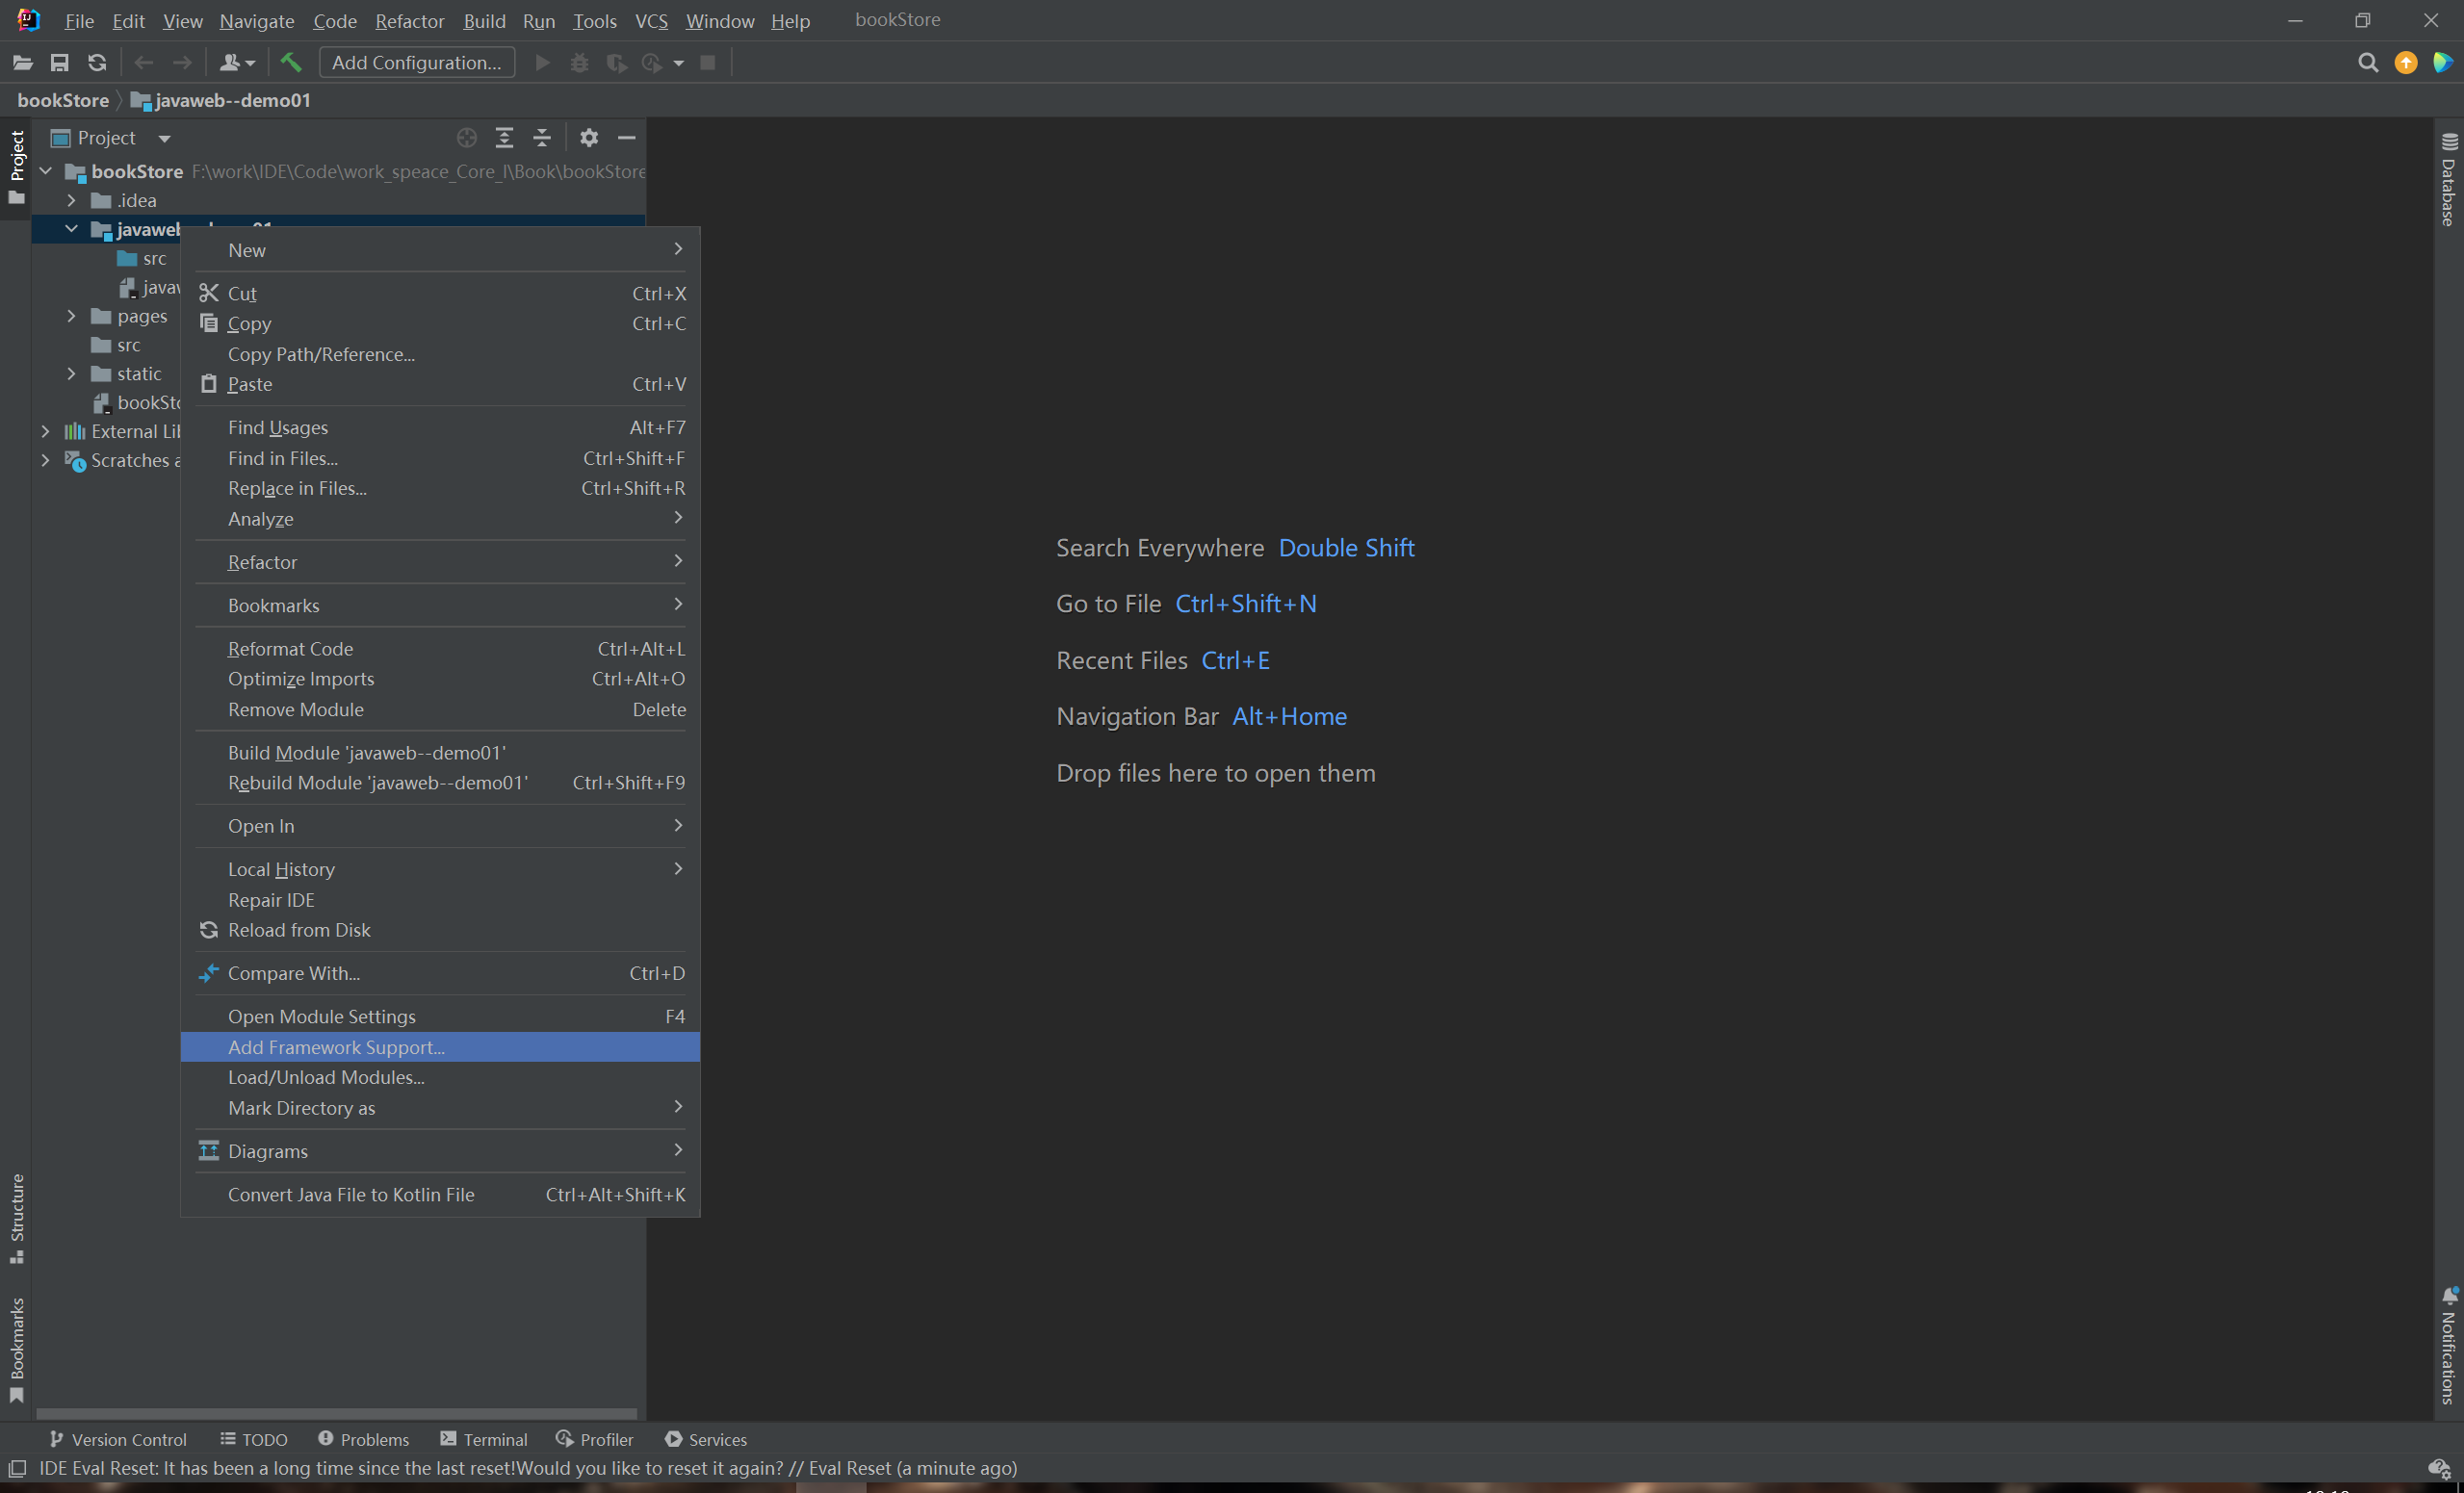 File Edit View Navigate Code Refactor Build Run Tools VCS Window Help bookStore
Add Configuration...
bookStore javaweb--demo01
Project
Project
bookStore F:\work\IDE\Code\work_speace_Core_I\Book\bookStore
.idea
src
pages
src
static
External
Scratches
New
Cut Ctrl+X
Copy Ctrl+C
Copy Path/Reference...
Paste Ctrl+V
Find Usages Alt+F7
Find in Files... Ctrl+Shift+F
Replace in Files... Ctrl+Shift+R
Analyze
Refactor
Bookmarks
Reformat Code Ctrl+Alt+L
Optimize Imports Ctrl+Alt+O
Remove Module Delete
Build Module 'javaweb--demo01'
Rebuild Module 'javaweb--demo01' Ctrl+Shift+F9
Open In
Local History
Repair IDE
Reload from Disk
Compare With... Ctrl+D
Open Module Settings F4
Add Framework Support...
Load/Unload Modules...
Mark Directory as
Diagrams
Convert Java File to Kotlin File Ctrl+Alt+Shift+K
Search Everywhere Double Shift
Go to File Ctrl+Shift+N
Recent Files Ctrl+E
Navigation Bar Alt+Home
Drop files here to open them
Database
Notifications
Structure
Bookmarks
Version Control TODO Problems Terminal Profiler Services
IDE Eval Reset: It has been a long time since the last reset!Would you like to reset it again? // Eval Reset (a minute ago)